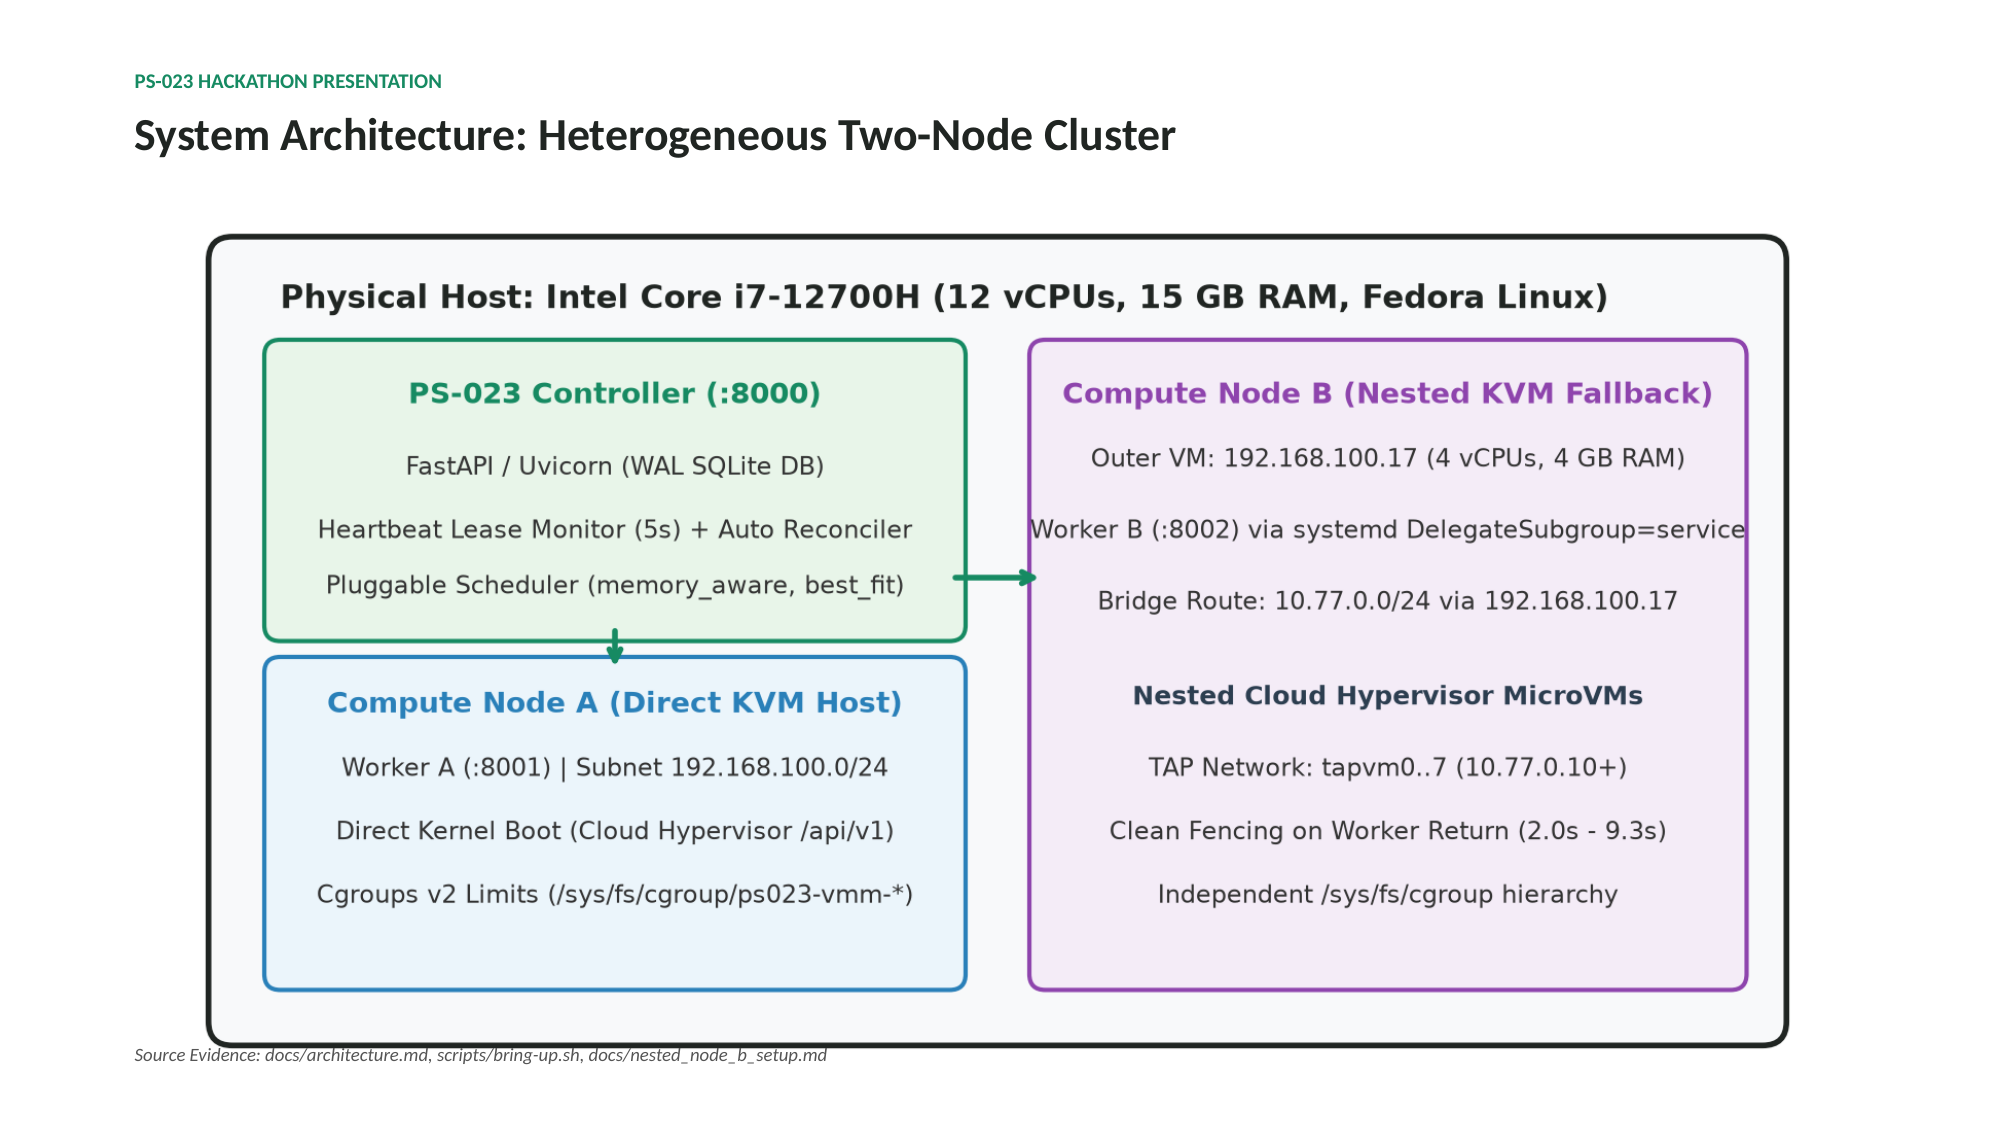 PS-023 HACKATHON PRESENTATION
System Architecture: Heterogeneous Two-Node Cluster
Physical Host: Intel Core i7-12700H (12 vCPUs, 15 GB RAM, Fedora Linux)
PS-023 Controller (:8000)
FastAPI / Uvicorn (WAL SQLite DB)
Heartbeat Lease Monitor (5s) + Auto Reconciler
Pluggable Scheduler (memory_aware, best_fit)
Compute Node A (Direct KVM Host)
Worker A (:8001) | Subnet 192.168.100.0/24
Direct Kernel Boot (Cloud Hypervisor /api/v1)
Cgroups v2 Limits (/sys/fs/cgroup/ps023-vmm-*)
Compute Node B (Nested KVM Fallback)
Outer VM: 192.168.100.17 (4 vCPUs, 4 GB RAM)
Worker B (:8002) via systemd DelegateSubgroup=service
Bridge Route: 10.77.0.0/24 via 192.168.100.17
Nested Cloud Hypervisor MicroVMs
TAP Network: tapvm0..7 (10.77.0.10+)
Clean Fencing on Worker Return (2.0s - 9.3s)
Independent /sys/fs/cgroup hierarchy
Source Evidence: docs/architecture.md, scripts/bring-up.sh, docs/nested_node_b_setup.md